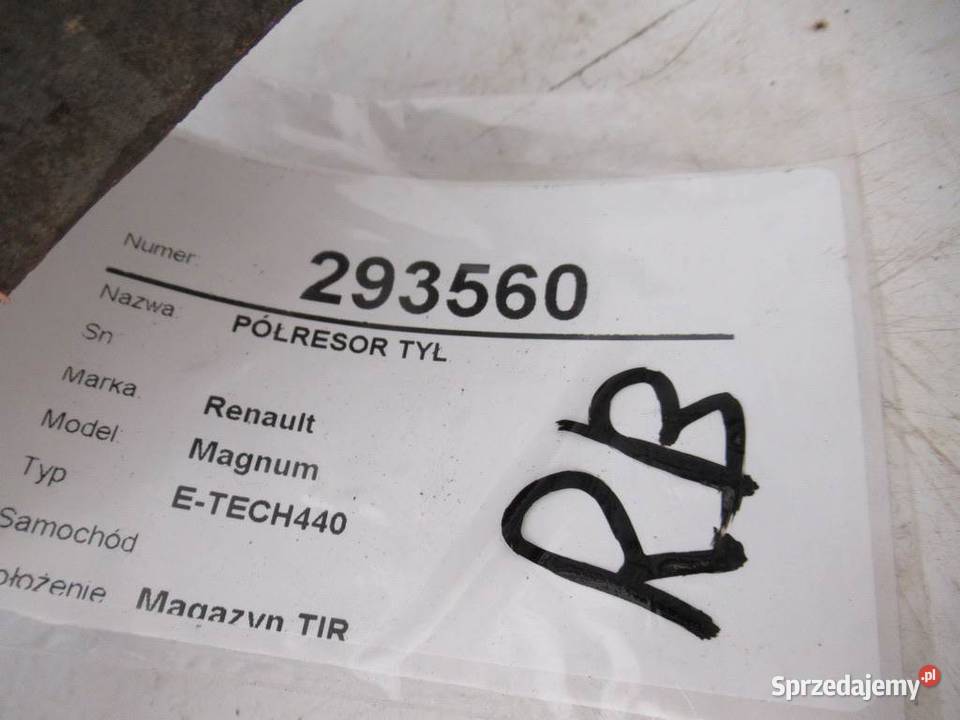 Numer: 293560
Nazwa: PÓŁRESOR TYŁ
Sn
Marka: Renault
Model: Magnum
Typ E-TECH440
Samochód
ołożenie Magazyn TIR
RB
Sprzedajemy.pl